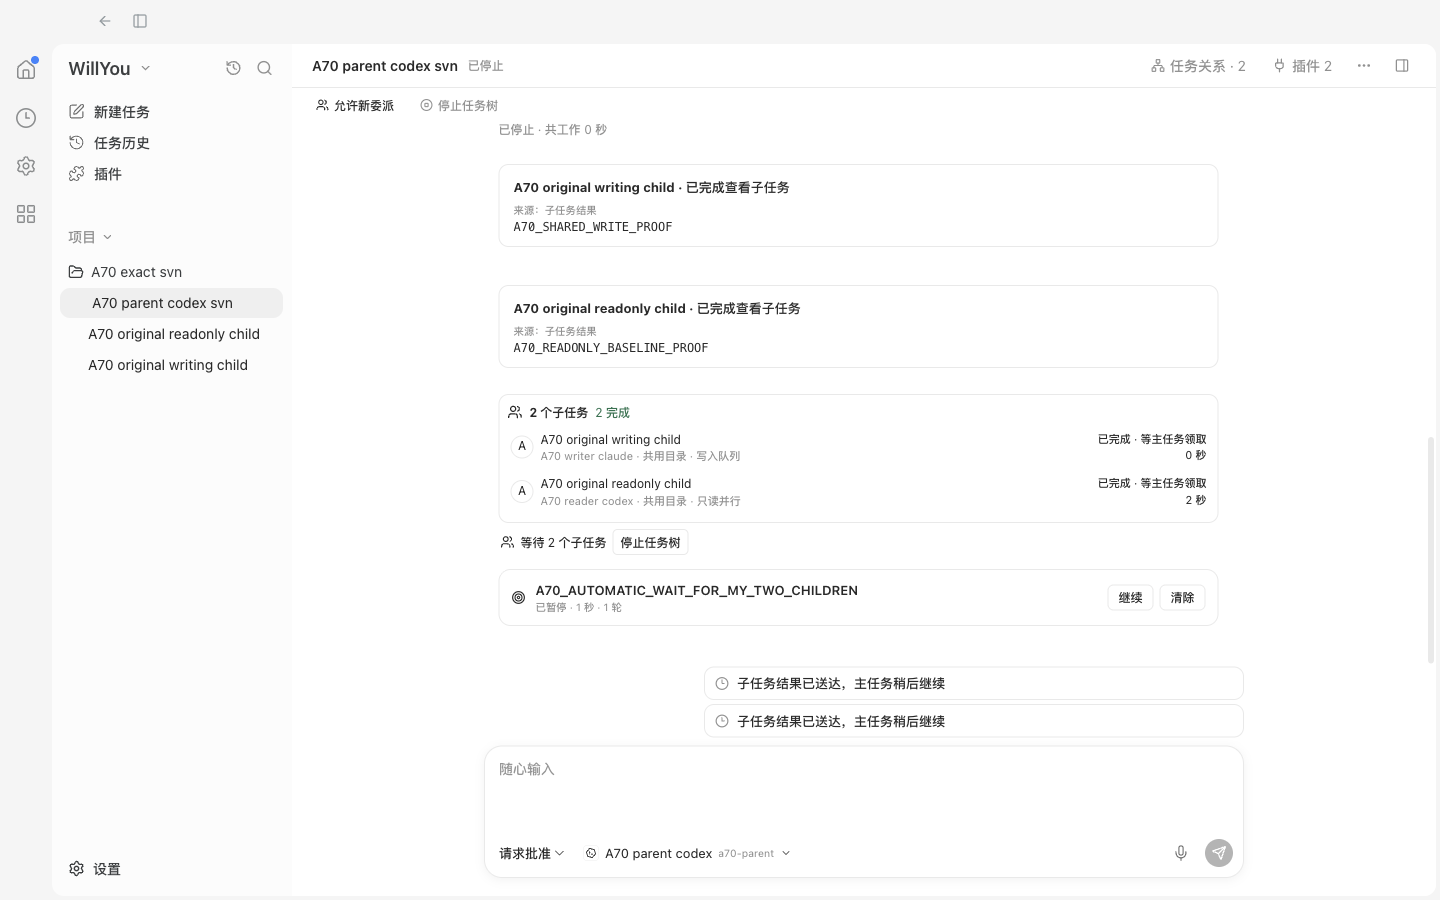 WillYou
新建任务
任务历史
插件
项目
A70 exact svn
A70 parent codex svn
A70 original readonly child
A70 original writing child
设置
A70 parent codex svn 已停止
任务关系 · 2
插件 2
允许新委派
停止任务树
已停止 · 共工作 0 秒
A70 original writing child · 已完成查看子任务
来源：子任务结果
A70_SHARED_WRITE_PROOF
A70 original readonly child · 已完成查看子任务
来源：子任务结果
A70_READONLY_BASELINE_PROOF
2 个子任务 2 完成
A
A70 original writing child
A70 writer claude · 共用目录 · 写入队列
已完成 · 等主任务领取
0 秒
A
A70 original readonly child
A70 reader codex · 共用目录 · 只读并行
已完成 · 等主任务领取
2 秒
等待 2 个子任务 停止任务树
A70_AUTOMATIC_WAIT_FOR_MY_TWO_CHILDREN
已暂停 · 1 秒 · 1 轮
继续
清除
子任务结果已送达，主任务稍后继续
子任务结果已送达，主任务稍后继续
随心输入
请求批准
A70 parent codex a70-parent